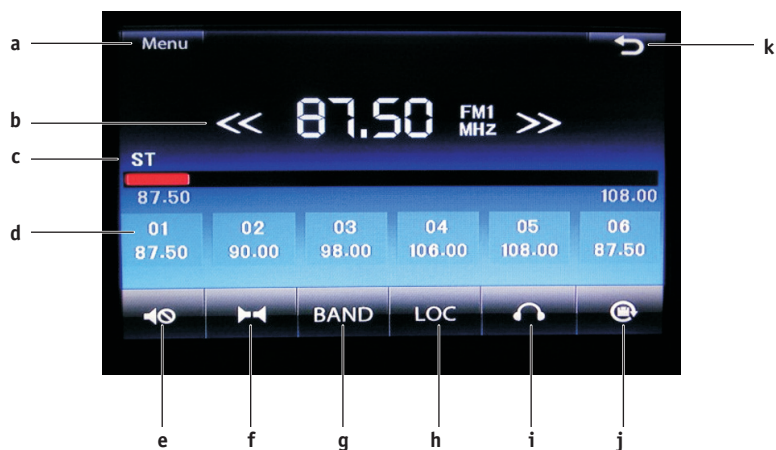 a Menu k
b 87.50 FM1 MHz
c ST
87.50 108.00
d 01 02 03 04 05 06
87.50 90.00 98.00 106.00 108.00 87.50
BAND LOC
e f g h i j